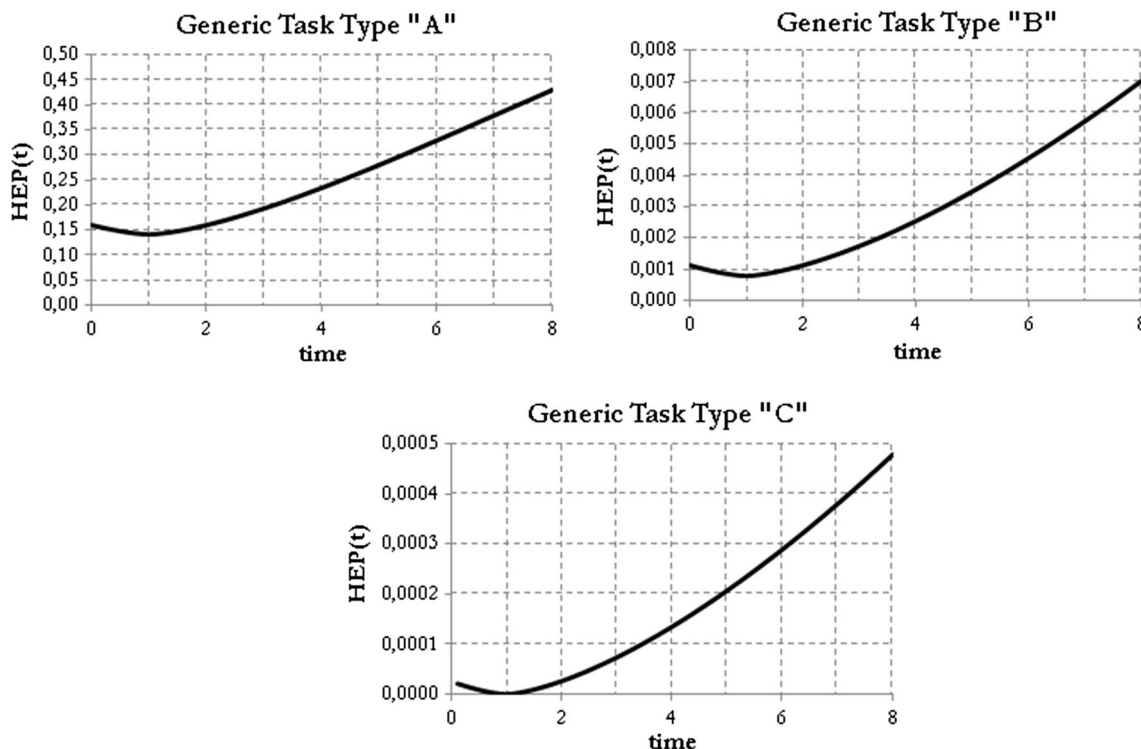 Generic Task Type "A"
0,50
0,45
0,40
0,35
0,30
0,25
0,20
0,15
0,10
0,05
0,00
HEP(t)
0 2 4 6 8
time
Generic Task Type "B"
0,008
0,007
0,006
0,005
0,004
0,003
0,002
0,001
0,000
HEP(t)
0 2 4 6 8
time
Generic Task Type "C"
0,0005
0,0004
0,0003
0,0002
0,0001
0,0000
HEP(t)
0 2 4 6 8
time